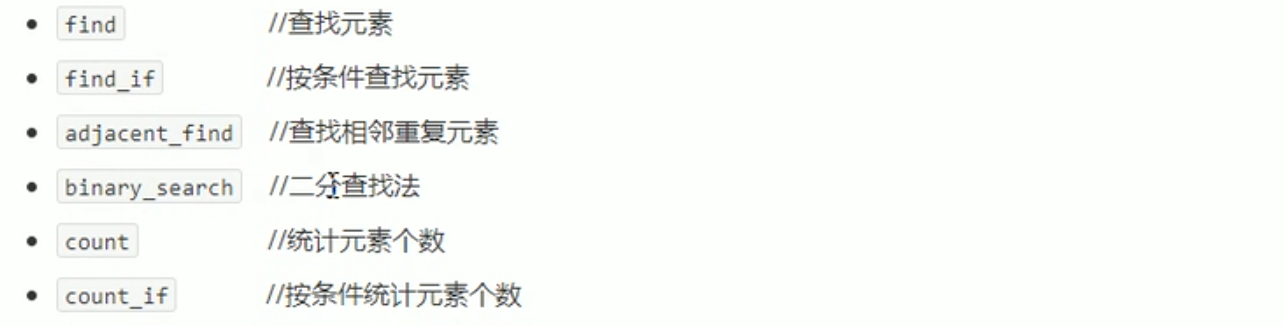 find //查找元素
find_if //按条件查找元素
adjacent_find //查找相邻重复元素
binary_search //二分查找法
count //统计元素个数
count_if //按条件统计元素个数